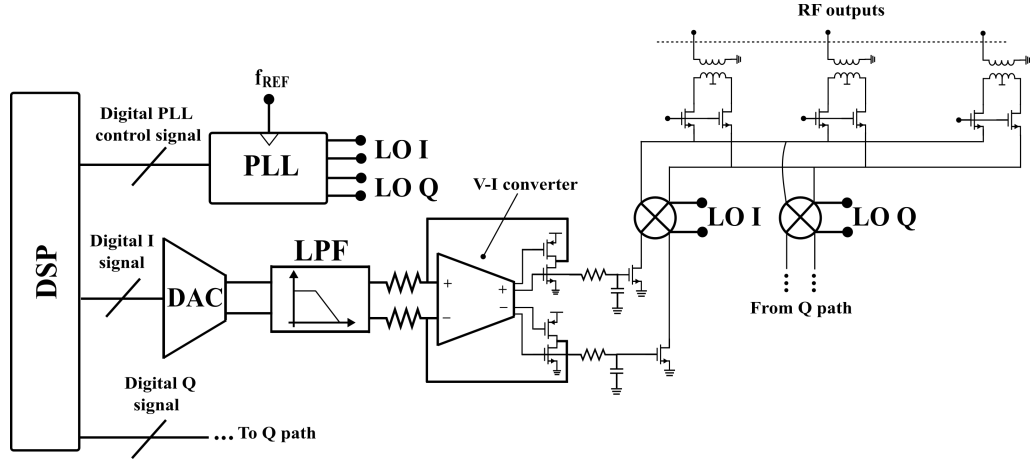 RF outputs
fREF
Digital PLL
control signal
PLL
LO I
LO Q
V-I converter
DSP
Digital I
signal
DAC
LPF
+
−
+
−
LO I
LO Q
From Q path
Digital Q
signal
To Q path